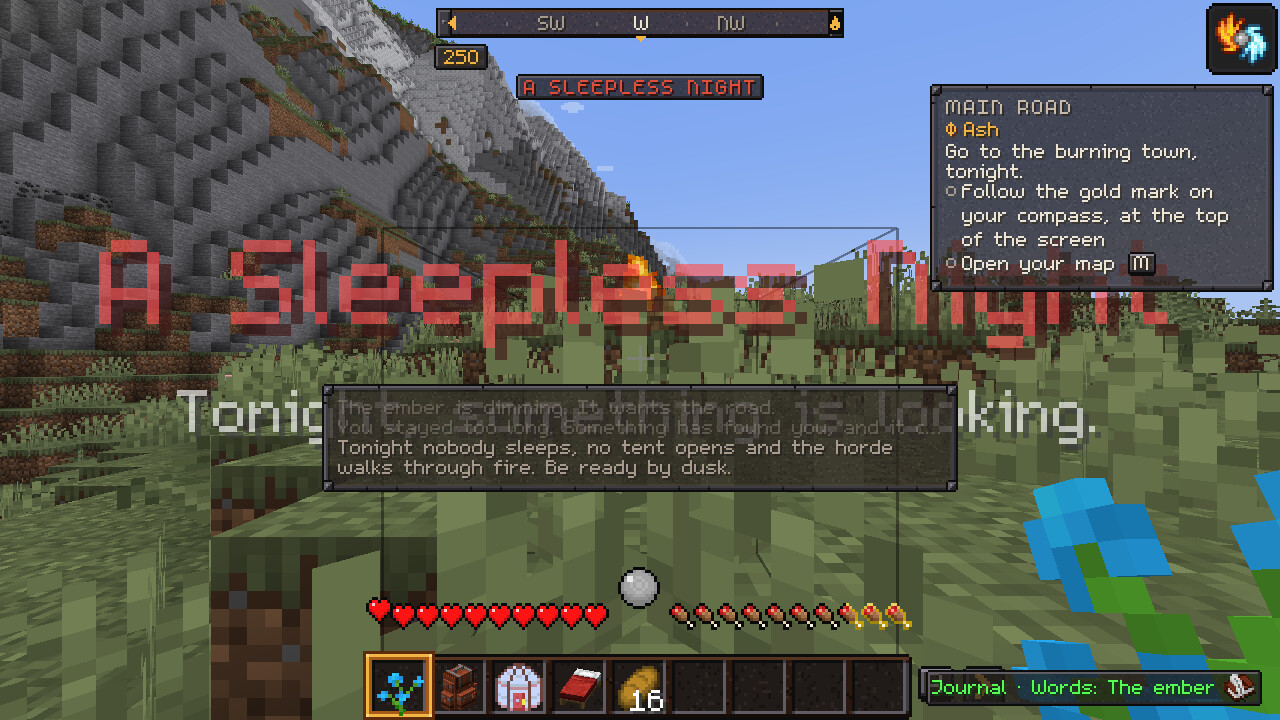 SW W NW
250
A SLEEPLESS NIGHT
MAIN ROAD
Ash
Go to the burning town,
tonight.
Follow the gold mark on
your compass, at the top
of the screen
Open your map M
A Sleepless Night
The ember is dimming. It wants the road.
You stayed too long. Something has found you, and it c...
Tonight nobody sleeps, no tent opens and the horde
walks through fire. Be ready by dusk.
is looking.
16
Journal · Words: The ember